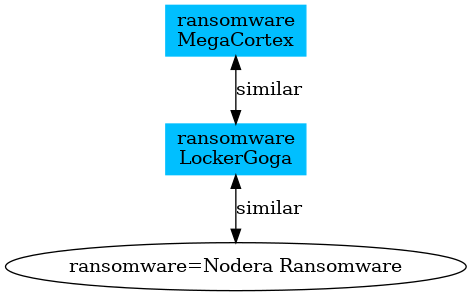 ransomware
MegaCortex
similar
ransomware
LockerGoga
similar
ransomware=Nodera Ransomware